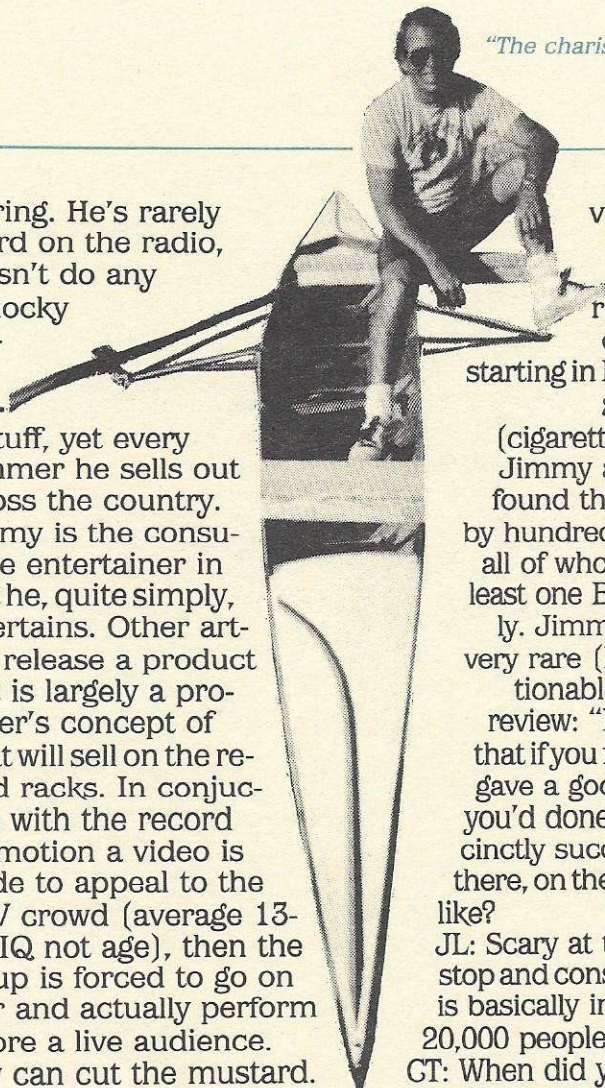 "The charis
ring. He's rarely
rd on the radio,
sn't do any
ocky
tuff, yet every
mmer he sells out
oss the country.
my is the consu-
e entertainer in
he, quite simply,
ertains. Other art-
release a product
t is largely a pro-
er's concept of
at will sell on the re-
d racks. In conjuc-
with the record
motion a video is
de to appeal to the
V crowd (average 13-
IQ not age), then the
up is forced to go on
r and actually perform
ore a live audience.
y can cut the mustard.
v
r
starting in
(cigarett
Jimmy a
found th
by hundred
all of who
least one B
ly. Jimm
very rare (
tionabl
review: "
that if you
gave a goo
you'd done
cinctly succ
there, on the
like?
JL: Scary at t
stop and cons
is basically in
20,000 people
CT: When did y